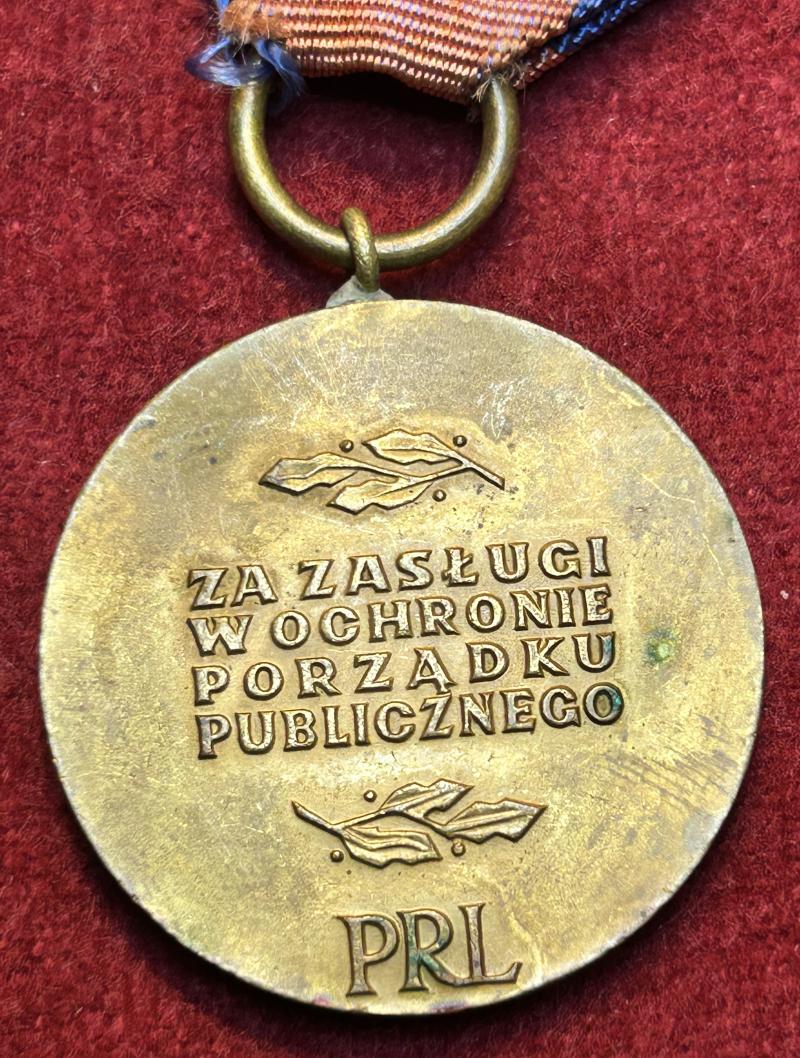 ZA ZASŁUGI
W OCHRONIE
PORZĄDKU
PUBLICZNEGO
PRL